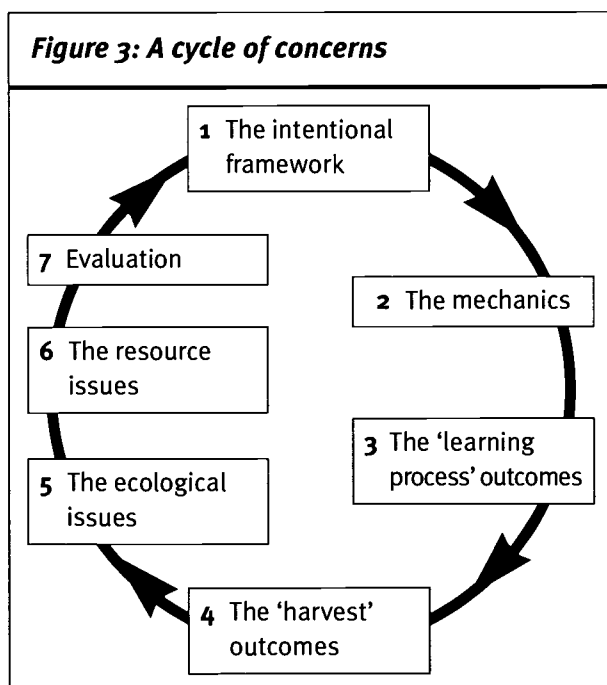 Figure 3: A cycle of concerns
1 The intentional
framework
2 The mechanics
3 The 'learning
process' outcomes
4 The 'harvest'
outcomes
5 The ecological
issues
6 The resource
issues
7 Evaluation